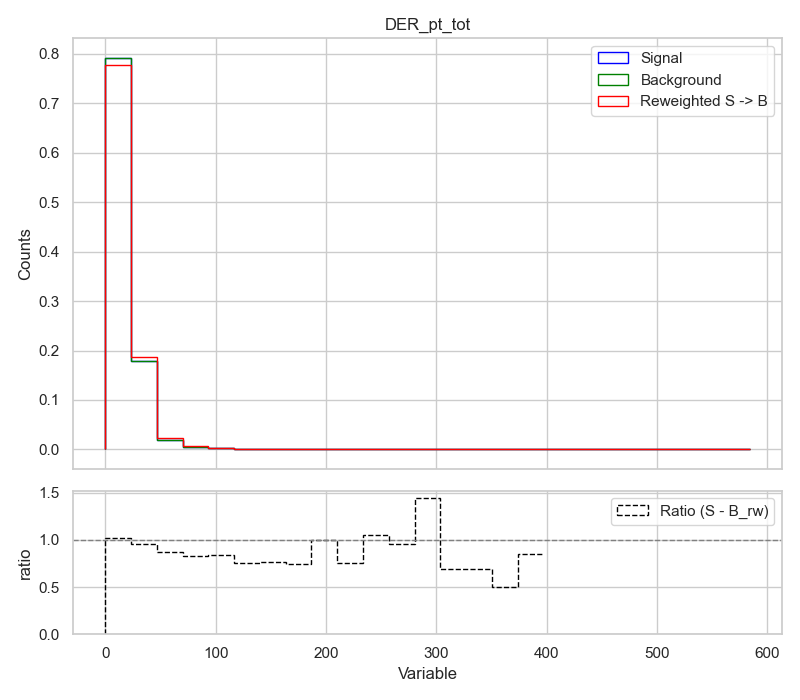 DER_pt_tot
Signal
Background
Reweighted S -> B
Counts
0.8
0.7
0.6
0.5
0.4
0.3
0.2
0.1
0.0
Ratio (S - B_rw)
ratio
1.5
1.0
0.5
0.0
0 100 200 300 400 500 600
Variable